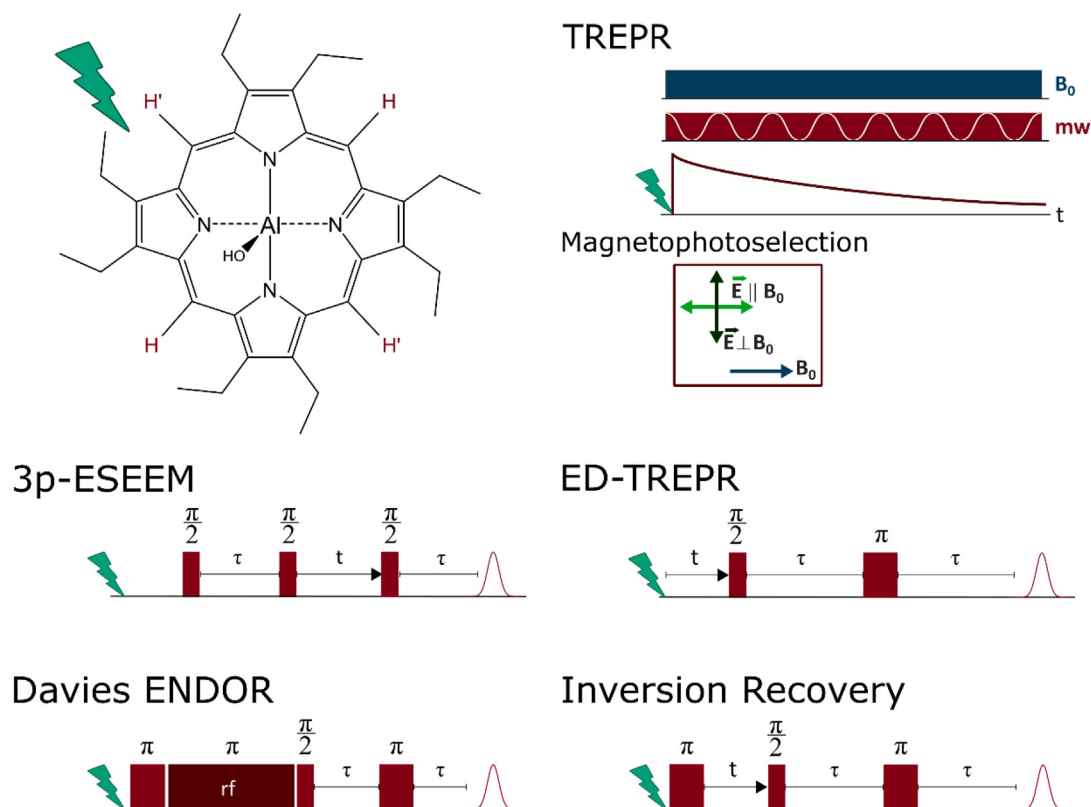 TREPR
B₀
mw
t
H'
H
N
N
Al
N
HO
N
H
H'
Magnetophotoselection
E || B₀
E ⊥ B₀
B₀
3p-ESEEM
π/2 π/2 π/2
τ t τ
ED-TREPR
π/2 π
t τ τ
Davies ENDOR
π π π/2 π
rf τ τ
Inversion Recovery
π π/2 π
t τ τ